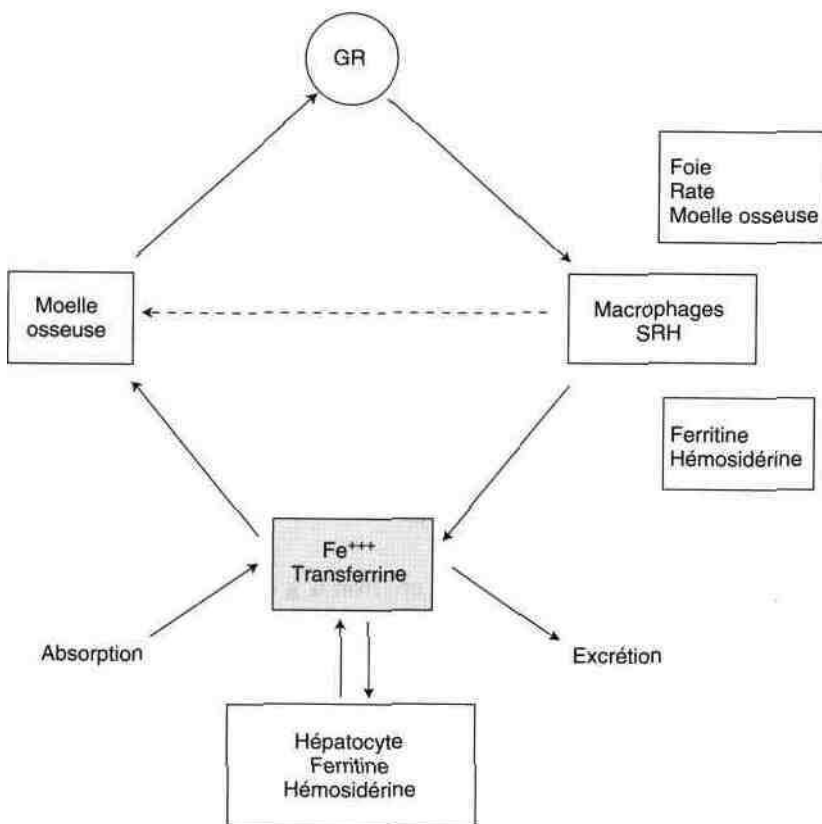 GR
Foie
Rate
Moelle osseuse
Moelle
osseuse
Macrophages
SRH
Ferritine
Hémosidérine
Fe+++
Transferrine
Absorption
Excrétion
Hépatocyte
Ferritine
Hémosidérine